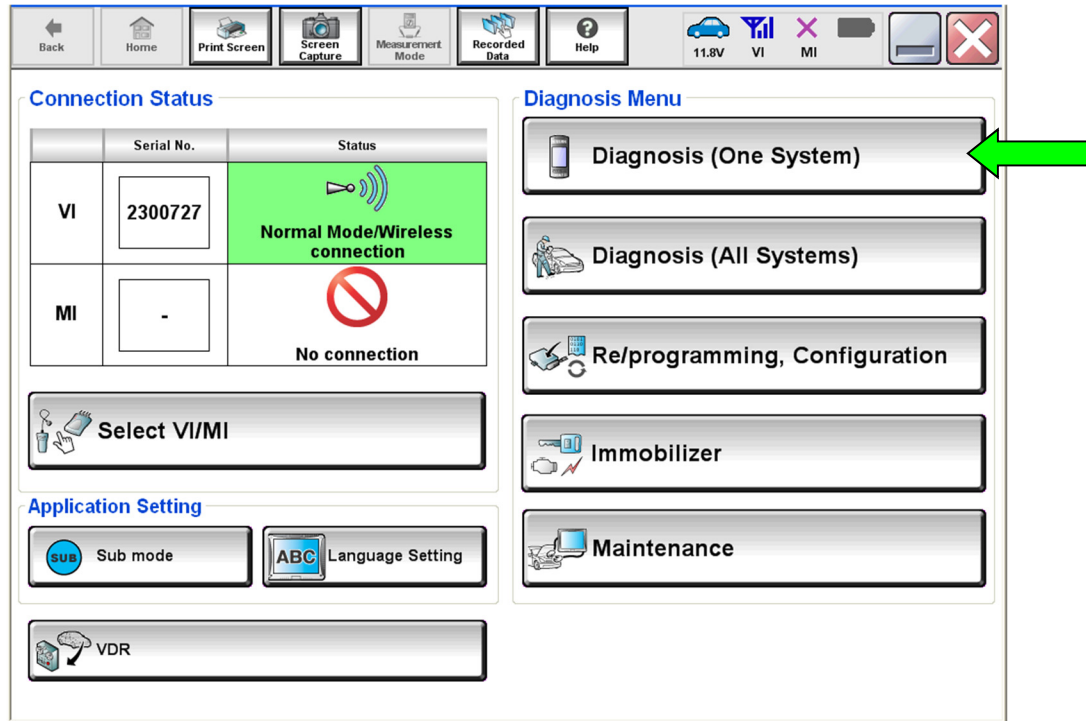 Back
Home
Print Screen
Screen
Capture
Measurement
Mode
Recorded
Data
Help
11.8V
VI
MI
Connection Status
Serial No.
Status
VI
2300727
Normal Mode/Wireless
connection
MI
-
No connection
Select VI/MI
Application Setting
SUB
Sub mode
ABC
Language Setting
VDR
Diagnosis Menu
Diagnosis (One System)
Diagnosis (All Systems)
Re/programming, Configuration
Immobilizer
Maintenance